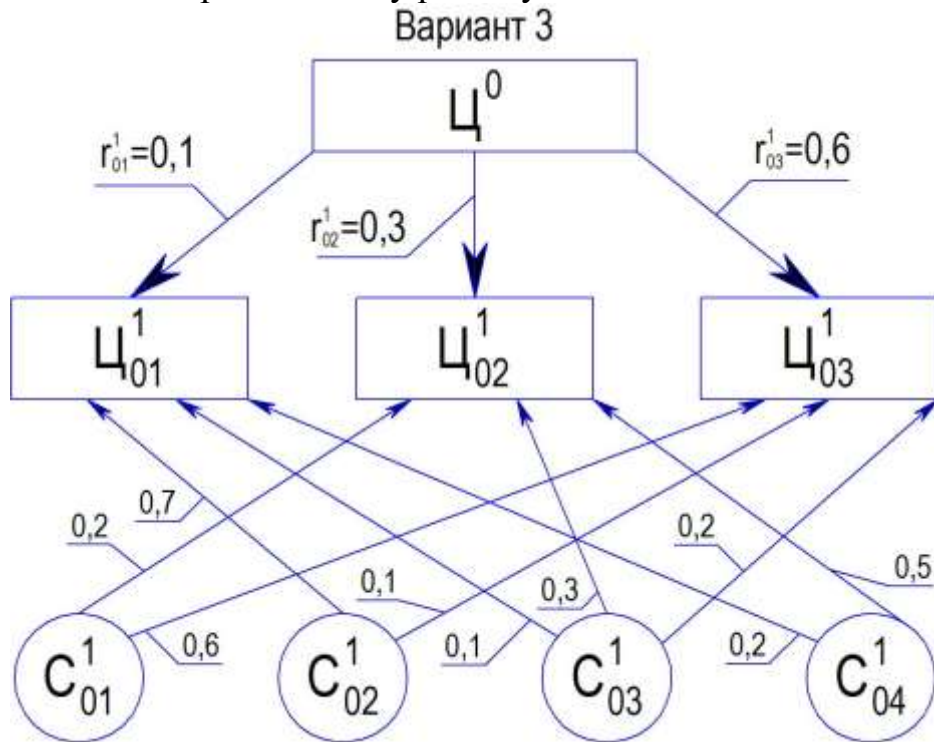 Вариант 3
Ц⁰
r¹₀₁=0,1
r¹₀₃=0,6
r¹₀₂=0,3
Ц¹₀₁
Ц¹₀₂
Ц¹₀₃
0,7
0,2
0,2
0,1
0,3
0,5
0,6
0,1
0,2
С¹₀₁
С¹₀₂
С¹₀₃
С¹₀₄